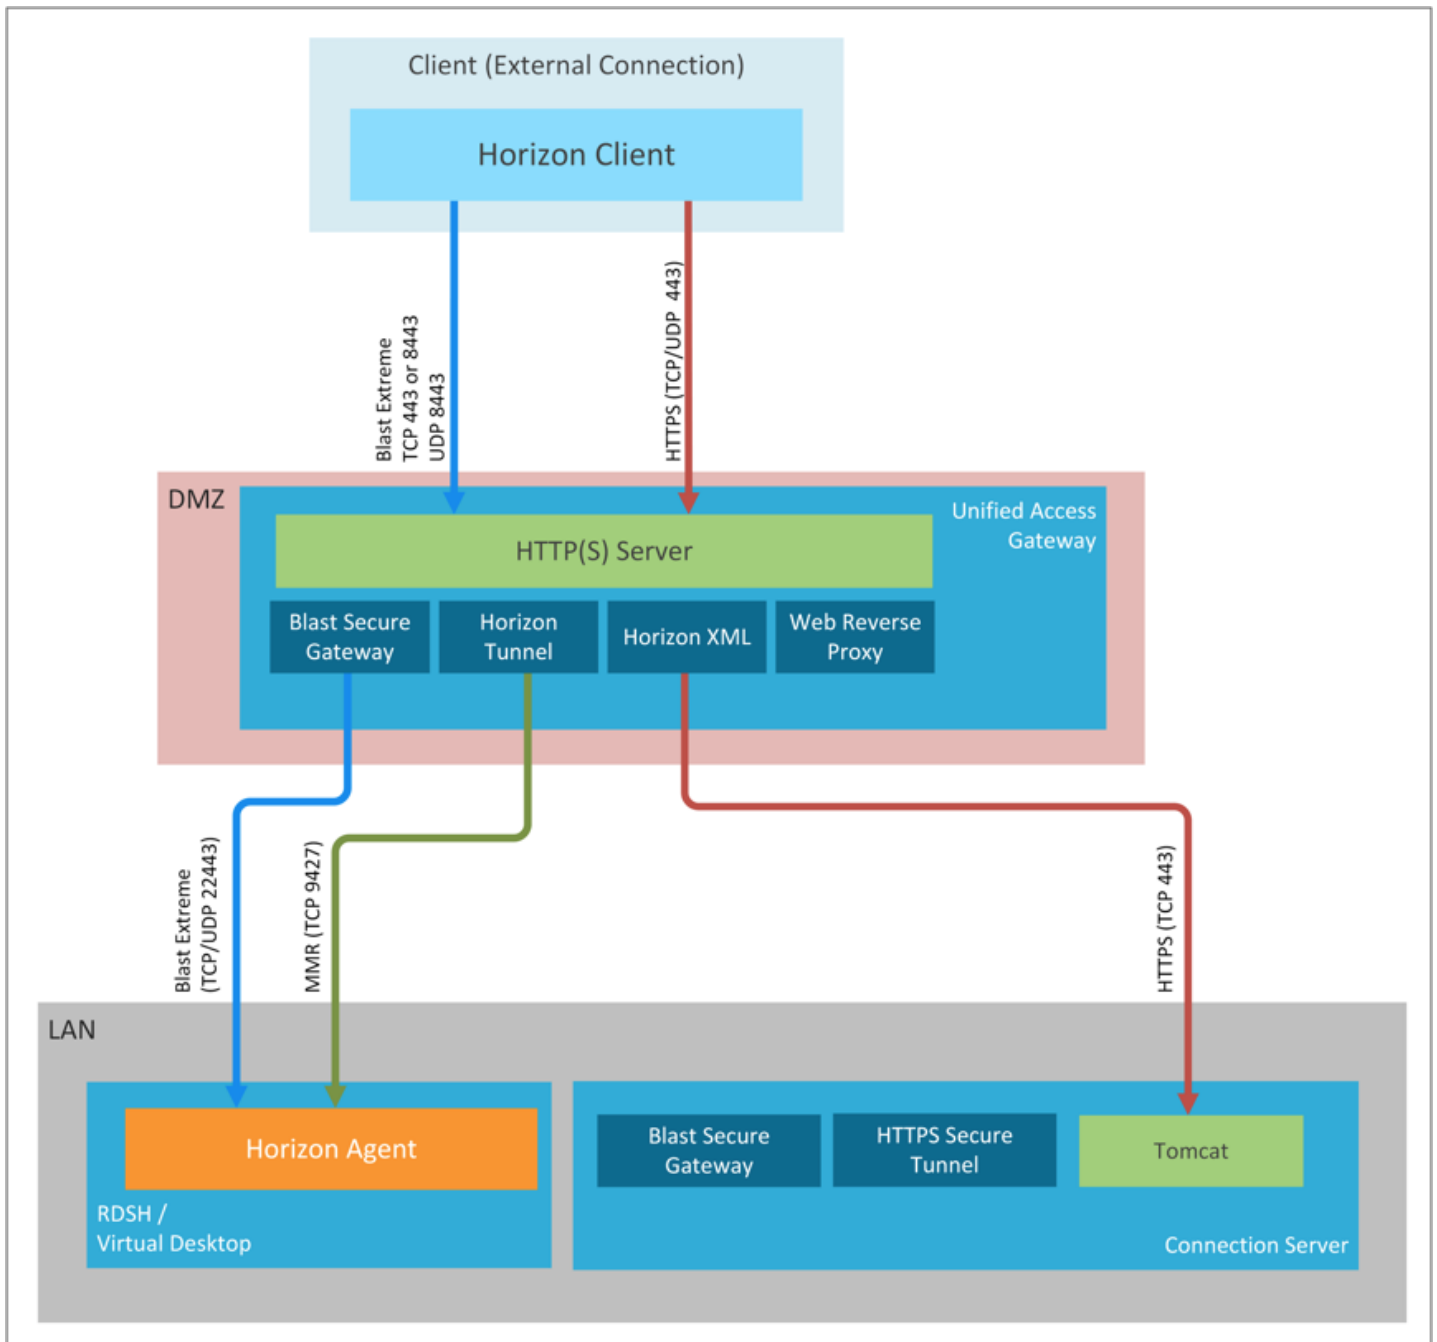 Client (External Connection)
Horizon Client
Blast Extreme
TCP 443 or 8443
UDP 8443
HTTPS (TCP/UDP  443)
DMZ
Unified Access
Gateway
HTTP(S) Server
Blast Secure
Gateway
Horizon
Tunnel
Horizon XML
Web Reverse
Proxy
Blast Extreme
(TCP/UDP 22443)
MMR (TCP 9427)
HTTPS (TCP 443)
LAN
Horizon Agent
RDSH /
Virtual Desktop
Blast Secure
Gateway
HTTPS Secure
Tunnel
Tomcat
Connection Server